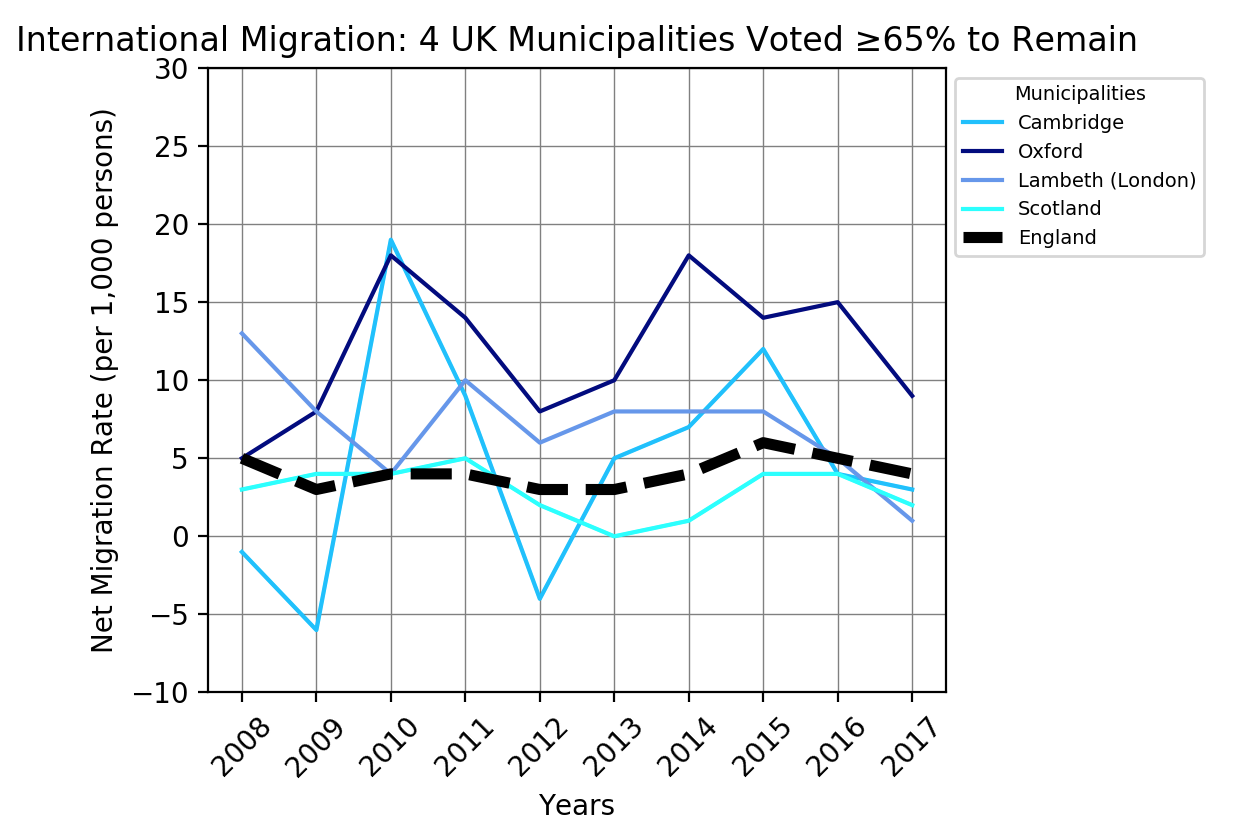 International Migration: 4 UK Municipalities Voted ≥65% to Remain
Net Migration Rate (per 1,000 persons)
30
25
20
15
10
5
0
−5
−10
2008
2009
2010
2011
2012
2013
2014
2015
2016
2017
Years
Municipalities
Cambridge
Oxford
Lambeth (London)
Scotland
England